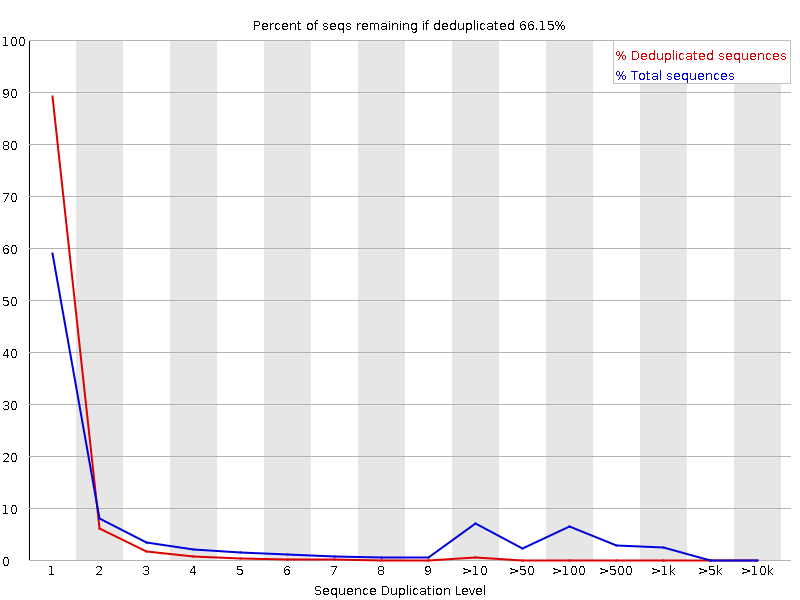 Percent of seqs remaining if deduplicated 66.15%
% Deduplicated sequences
% Total sequences
100
90
80
70
60
50
40
30
20
10
0
1 2 3 4 5 6 7 8 9 >10 >50 >100 >500 >1k >5k >10k
Sequence Duplication Level